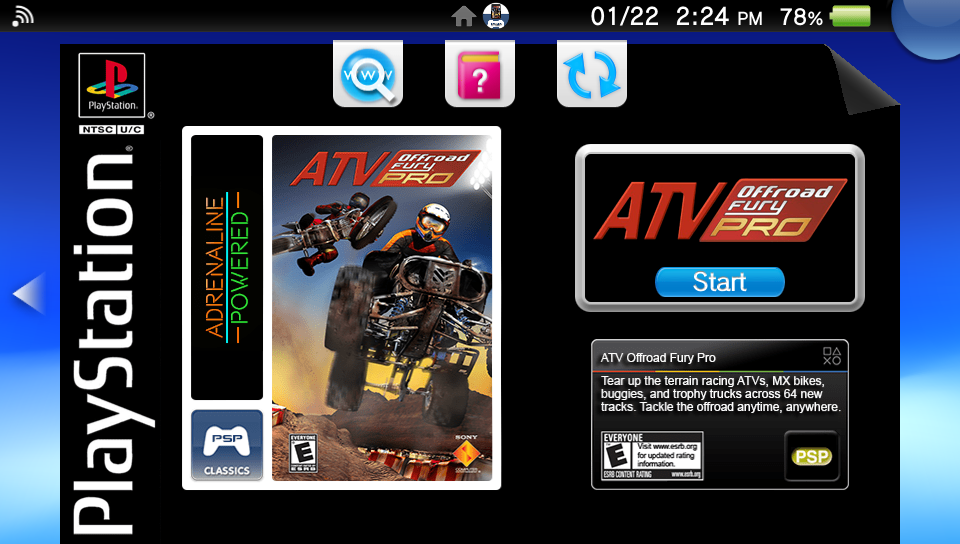 01/22 2:24 PM 78%
PlayStation®
NTSC U/C
PlayStation®
WWW
?
ADRENALINE
POWERED
PSP
CLASSICS
ATV Offroad
Fury
PRO
EVERYONE
E
ESRB
SONY
ATV Offroad
Fury
PRO
Start
ATV Offroad Fury Pro
Tear up the terrain racing ATVs, MX bikes,
buggies, and trophy trucks across 64 new
tracks. Tackle the offroad anytime, anywhere.
EVERYONE
E
Visit www.esrb.org
for updated rating
information.
ESRB CONTENT RATING www.esrb.org
PSP